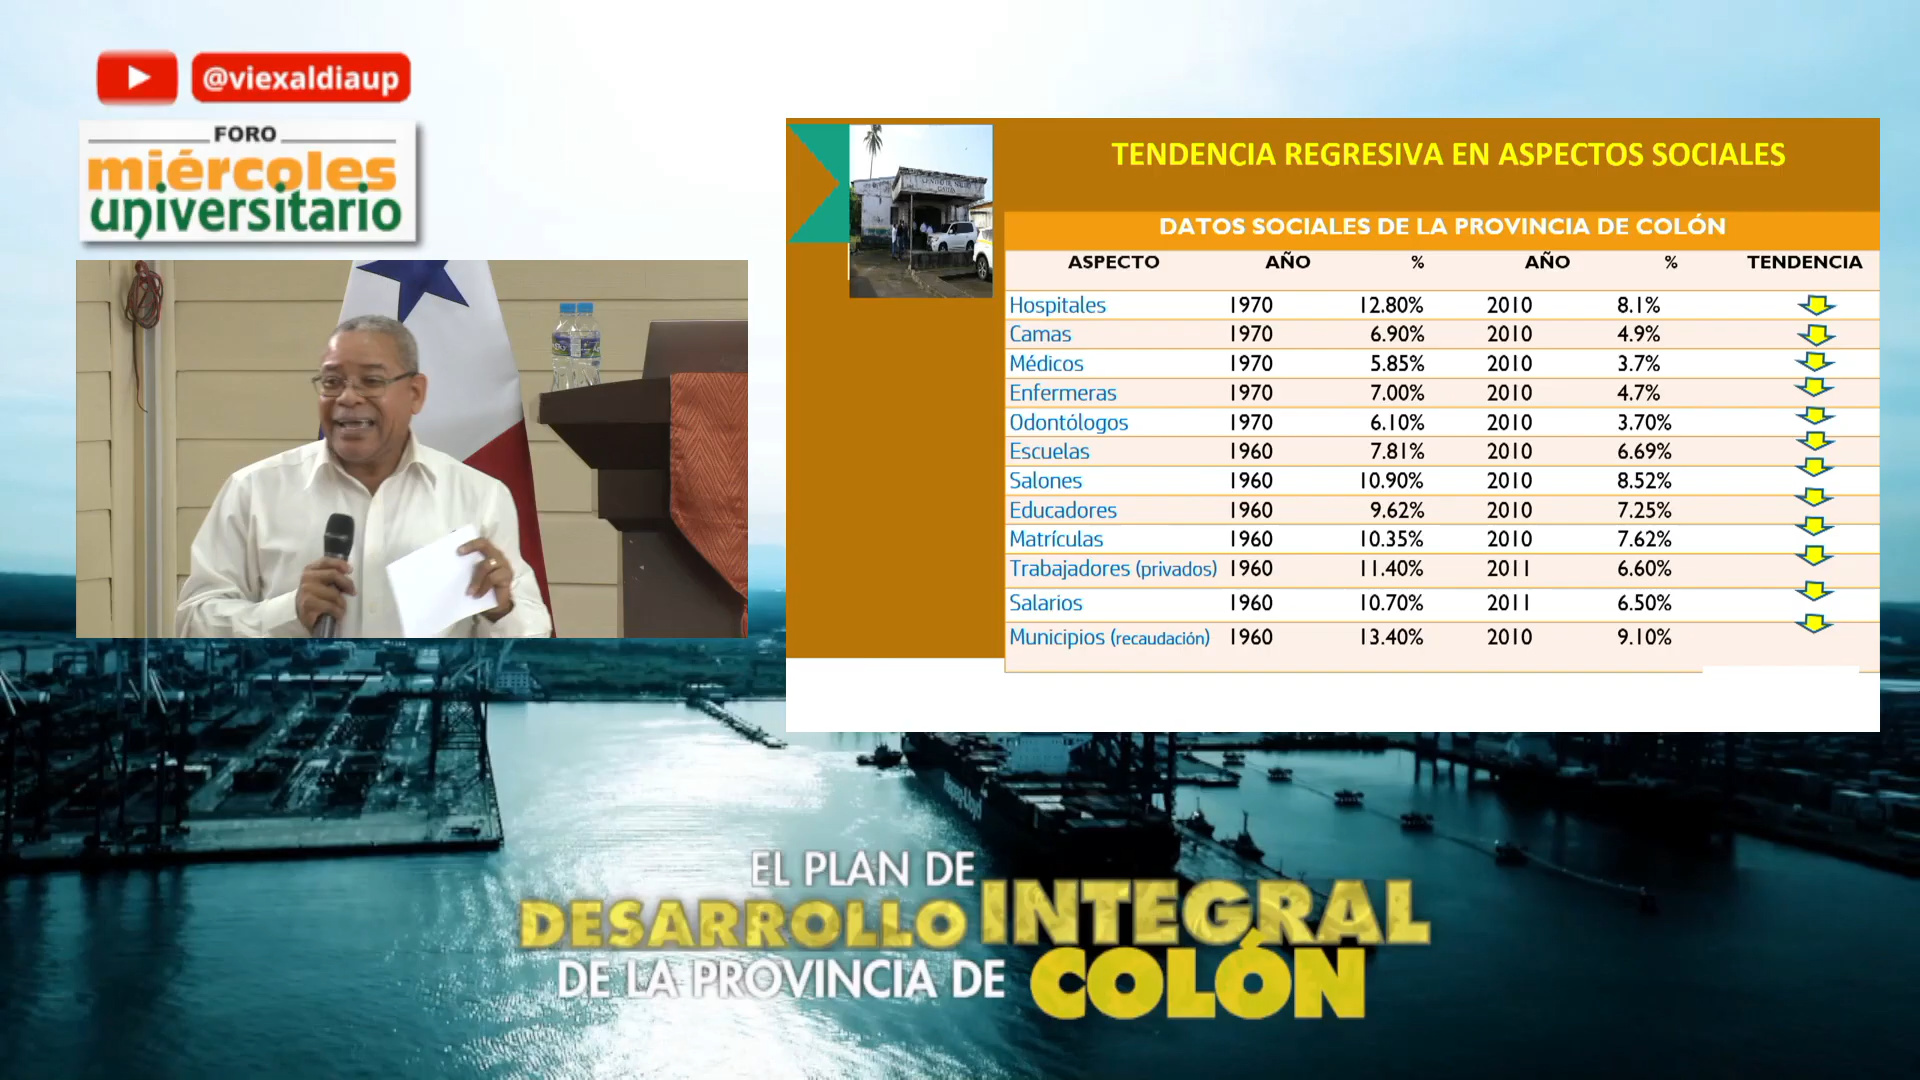 @viexaldiaup
FORO
miércoles
universitario
TENDENCIA REGRESIVA EN ASPECTOS SOCIALES
DATOS SOCIALES DE LA PROVINCIA DE COLÓN
ASPECTO AÑO % AÑO % TENDENCIA
Hospitales 1970 12.80% 2010 8.1%
Camas 1970 6.90% 2010 4.9%
Médicos 1970 5.85% 2010 3.7%
Enfermeras 1970 7.00% 2010 4.7%
Odontólogos 1970 6.10% 2010 3.70%
Escuelas 1960 7.81% 2010 6.69%
Salones 1960 10.90% 2010 8.52%
Educadores 1960 9.62% 2010 7.25%
Matrículas 1960 10.35% 2010 7.62%
Trabajadores (privados) 1960 11.40% 2011 6.60%
Salarios 1960 10.70% 2011 6.50%
Municipios (recaudación) 1960 13.40% 2010 9.10%
EL PLAN DE
DESARROLLO INTEGRAL
DE LA PROVINCIA DE COLÓN